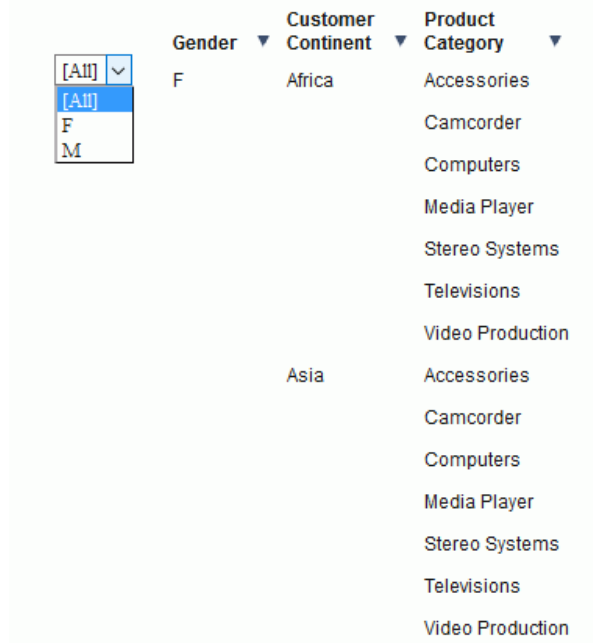 Customer Product
Gender ▼ Continent ▼ Category ▼
[All]
F Africa Accessories
[All]
F
Camcorder
M
Computers
Media Player
Stereo Systems
Televisions
Video Production
Asia Accessories
Camcorder
Computers
Media Player
Stereo Systems
Televisions
Video Production